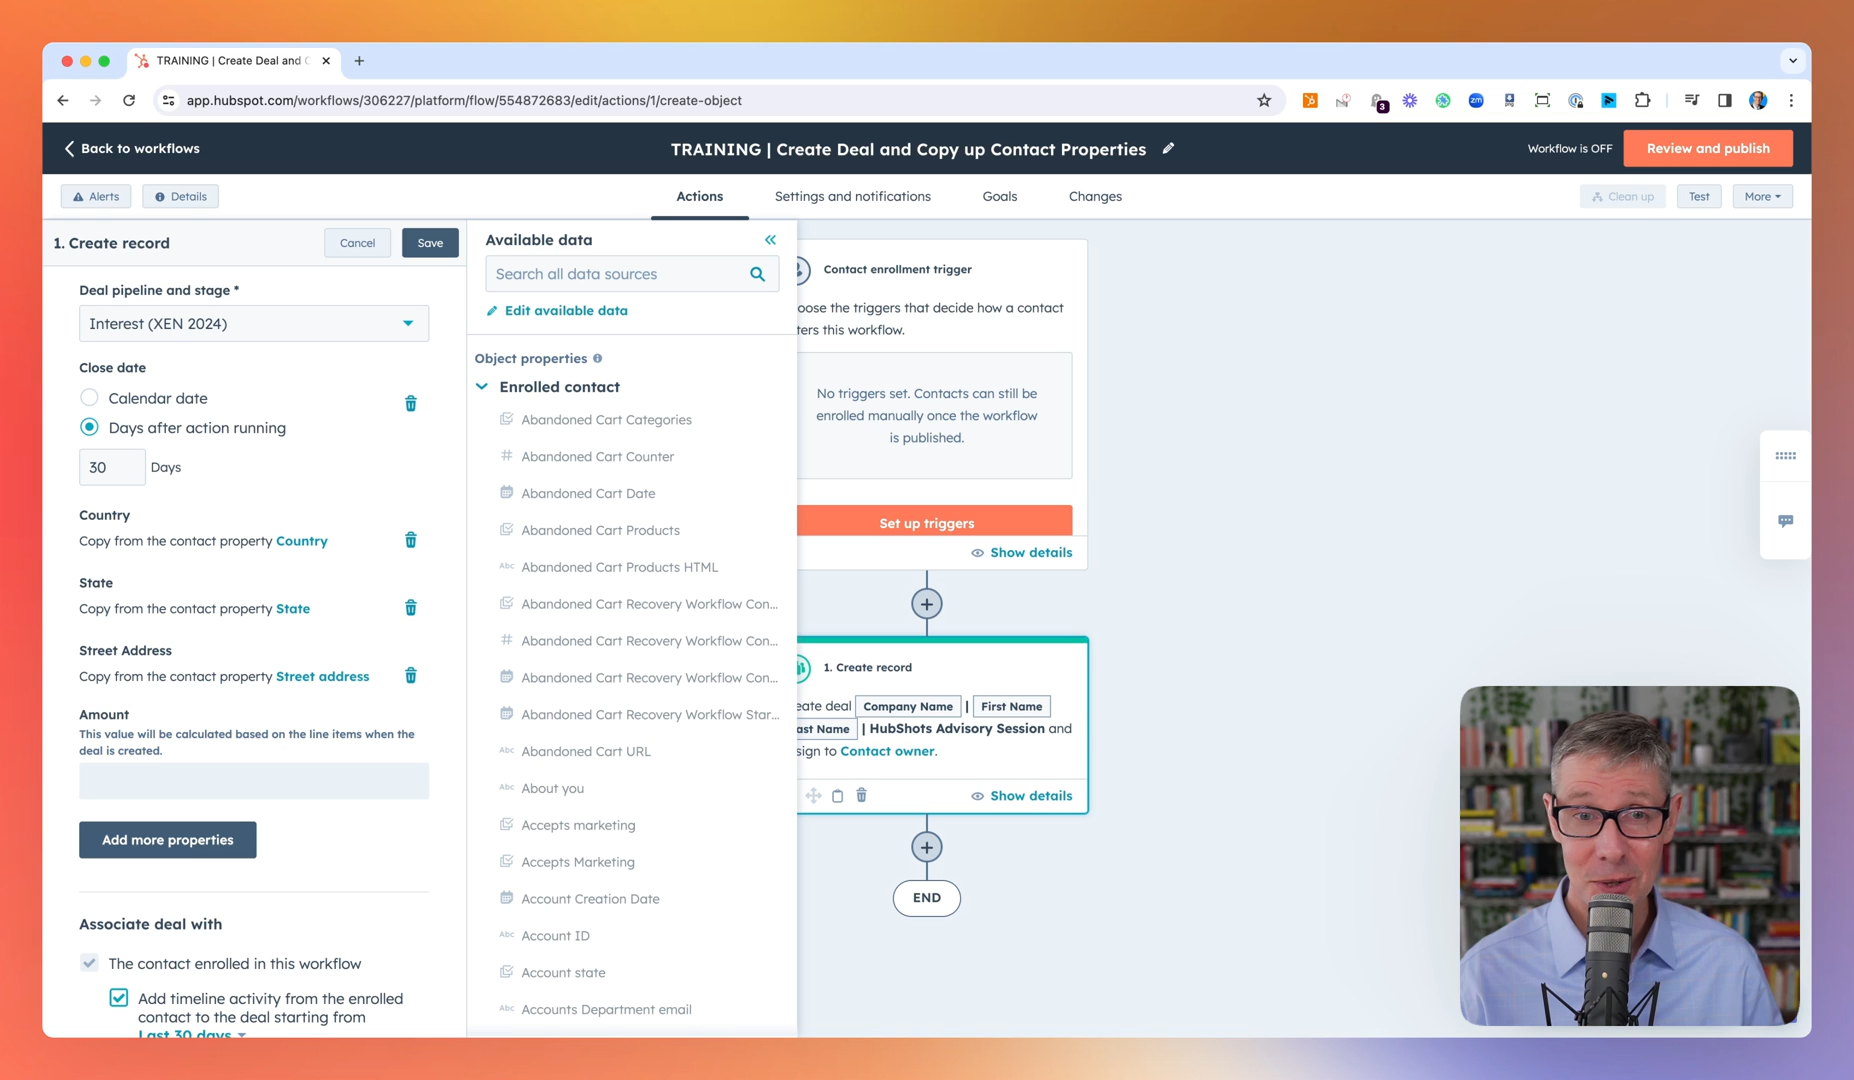 TRAINING | Create Deal and C
app.hubspot.com/workflows/306227/platform/flow/554872683/edit/actions/1/create-object
3
zm
Back to workflows
TRAINING | Create Deal and Copy up Contact Properties
Workflow is OFF
Review and publish
Alerts
Details
Actions
Settings and notifications
Goals
Changes
Clean up
Test
More
1. Create record
Cancel
Save
Deal pipeline and stage *
Interest (XEN 2024)
Close date
Calendar date
Days after action running
30
Days
Country
Copy from the contact property Country
State
Copy from the contact property State
Street Address
Copy from the contact property Street address
Amount
This value will be calculated based on the line items when the
deal is created.
Add more properties
Associate deal with
The contact enrolled in this workflow
Add timeline activity from the enrolled
contact to the deal starting from
Last 30 days
Available data
Search all data sources
Edit available data
Object properties
Enrolled contact
Abandoned Cart Categories
# Abandoned Cart Counter
Abandoned Cart Date
Abandoned Cart Products
Abc Abandoned Cart Products HTML
Abandoned Cart Recovery Workflow Con...
# Abandoned Cart Recovery Workflow Con...
Abandoned Cart Recovery Workflow Con...
Abandoned Cart Recovery Workflow Star...
Abc Abandoned Cart URL
Abc About you
Accepts marketing
Accepts Marketing
Account Creation Date
Abc Account ID
Account state
Abc Accounts Department email
Contact enrollment trigger
oose the triggers that decide how a contact
ters this workflow.
No triggers set. Contacts can still be
enrolled manually once the workflow
is published.
Set up triggers
Show details
1. Create record
eate deal Company Name | First Name
ast Name | HubShots Advisory Session and
sign to Contact owner.
Show details
END